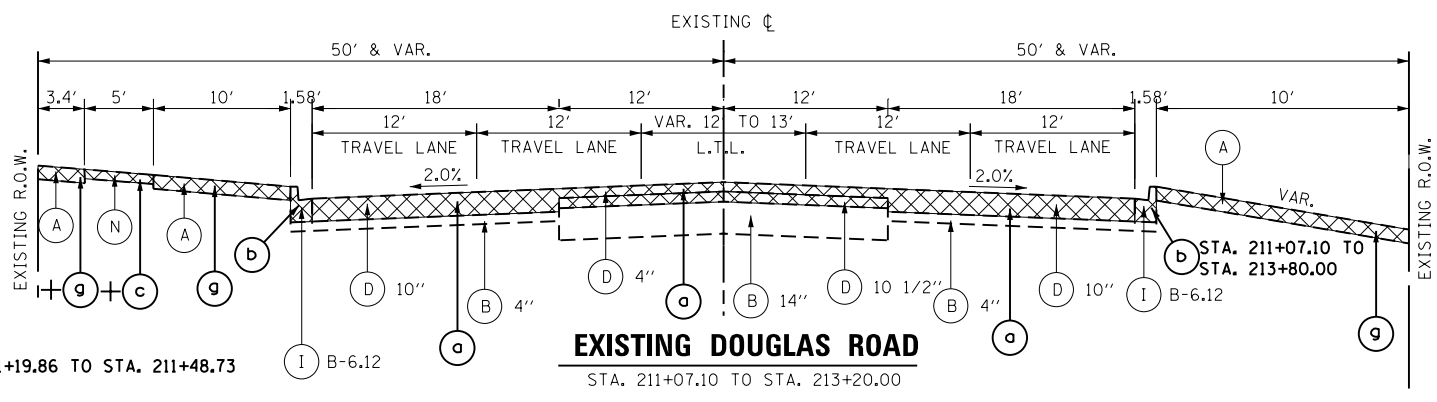 EXISTING ℄
50' & VAR. 50' & VAR.
3.4' 5' 10' 1.58' 18' 12' 12' 18' 1.58' 10'
12' 12' VAR. 12' TO 13' 12' 12'
TRAVEL LANE TRAVEL LANE L.T.L. TRAVEL LANE TRAVEL LANE
EXISTING R.O.W.
EXISTING R.O.W.
2.0% 2.0%
A
VAR.
A N A
b
b STA. 211+07.10 TO
STA. 213+80.00
+ g + c g
D 10'' B 4'' D 4'' a B 14'' D 10 1/2'' B 4'' D 10'' I B-6.12
a a g
I B-6.12
+19.86 TO STA. 211+48.73
EXISTING DOUGLAS ROAD
STA. 211+07.10 TO STA. 213+20.00